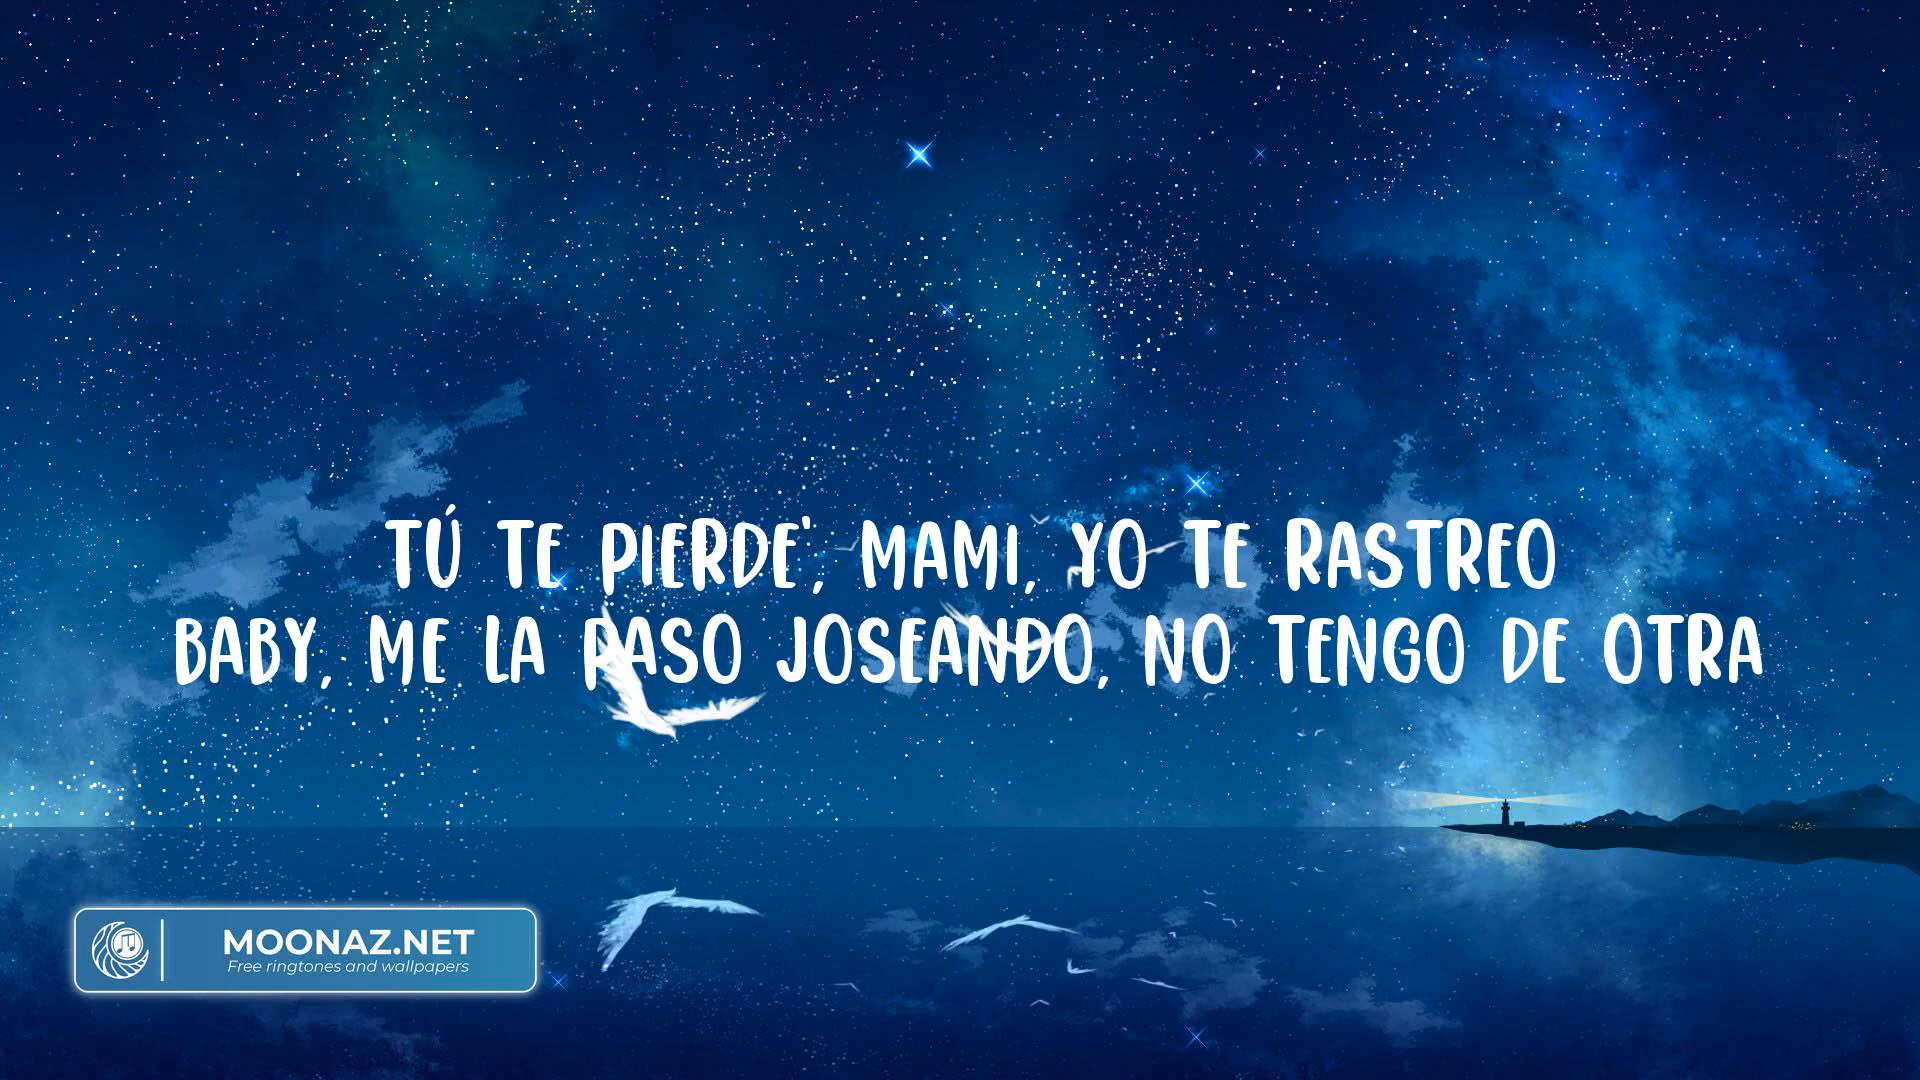 TÚ TE PIERDE', MAMI, YO TE RASTREO
BABY, ME LA PASO JOSEANDO, NO TENGO DE OTRA
MOONAZ.NET
Free ringtones and wallpapers